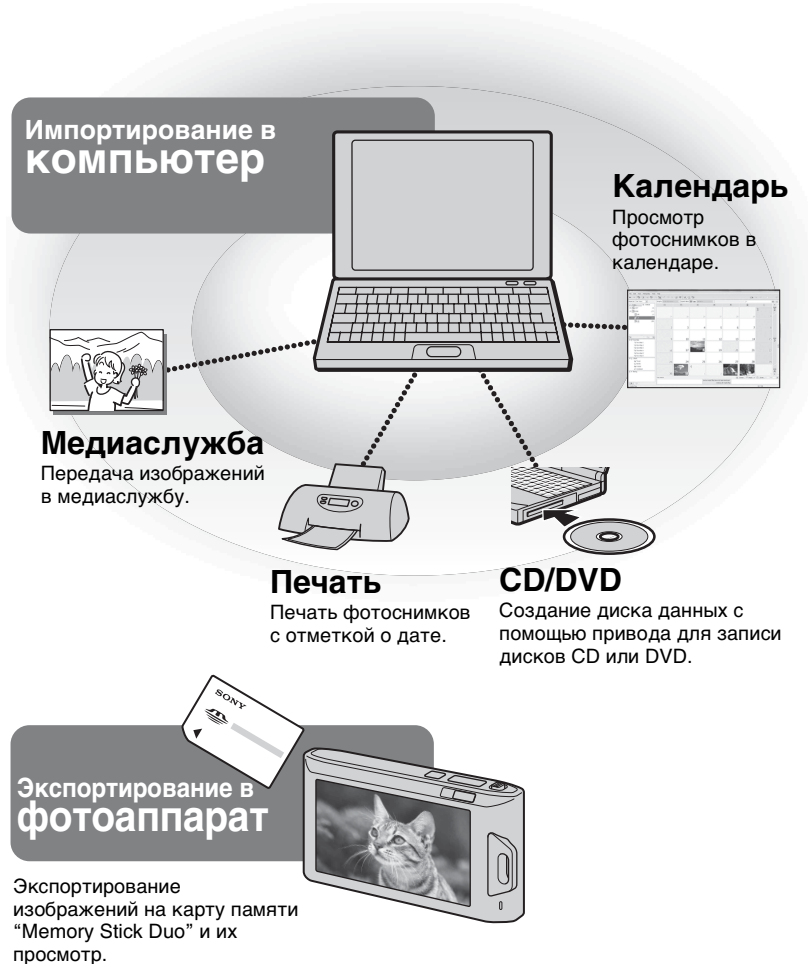 Импортирование в
компьютер
Календарь
Просмотр
фотоснимков в
календаре.
Медиаслужба
Передача изображений
в медиаслужбу.
Печать
Печать фотоснимков
с отметкой о дате.
CD/DVD
Создание диска данных с
помощью привода для записи
дисков CD или DVD.
SONY
Экспортирование в
фотоаппарат
Экспортирование
изображений на карту памяти
“Memory Stick Duo” и их
просмотр.